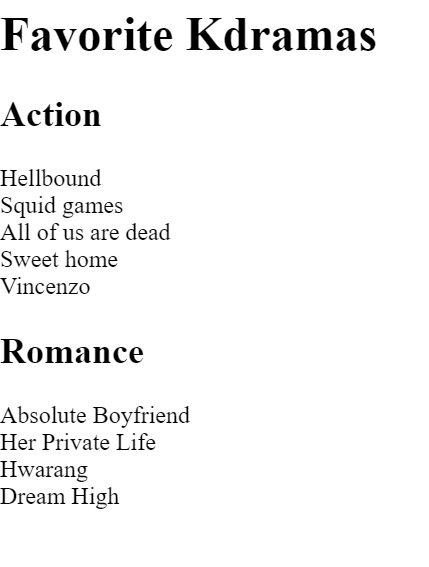 Favorite Kdramas
Action
Hellbound
Squid games
All of us are dead
Sweet home
Vincenzo
Romance
Absolute Boyfriend
Her Private Life
Hwarang
Dream High